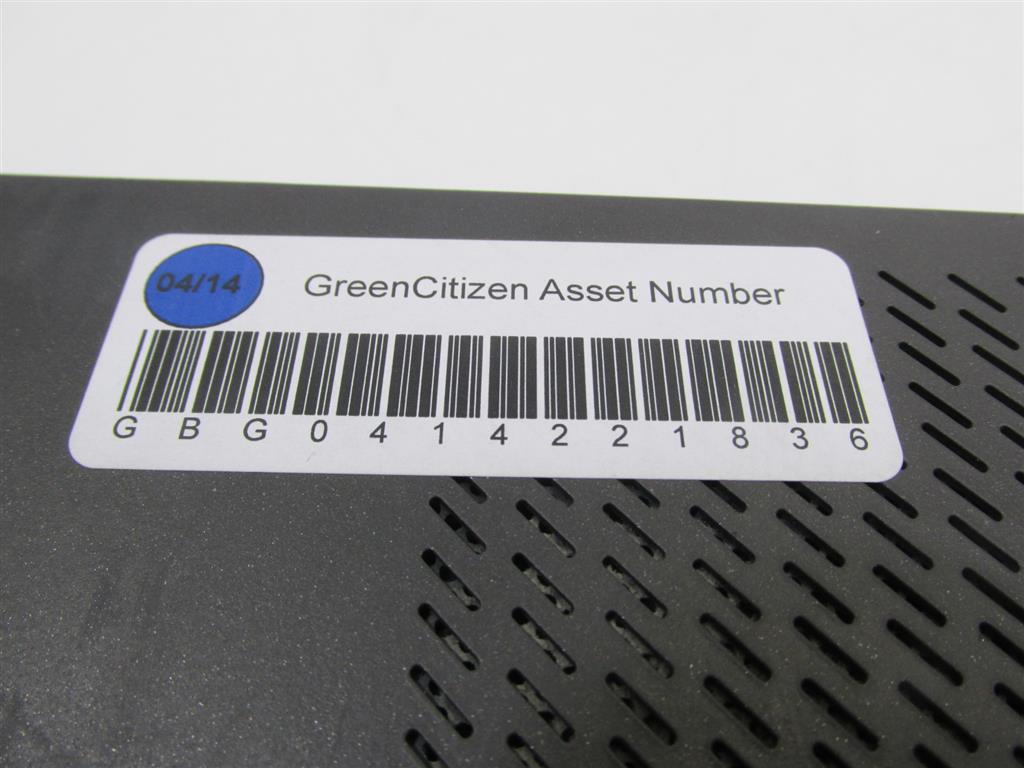 04/14
GreenCitizen Asset Number
G B G 0 4 1 4 2 2 1 8 3 6